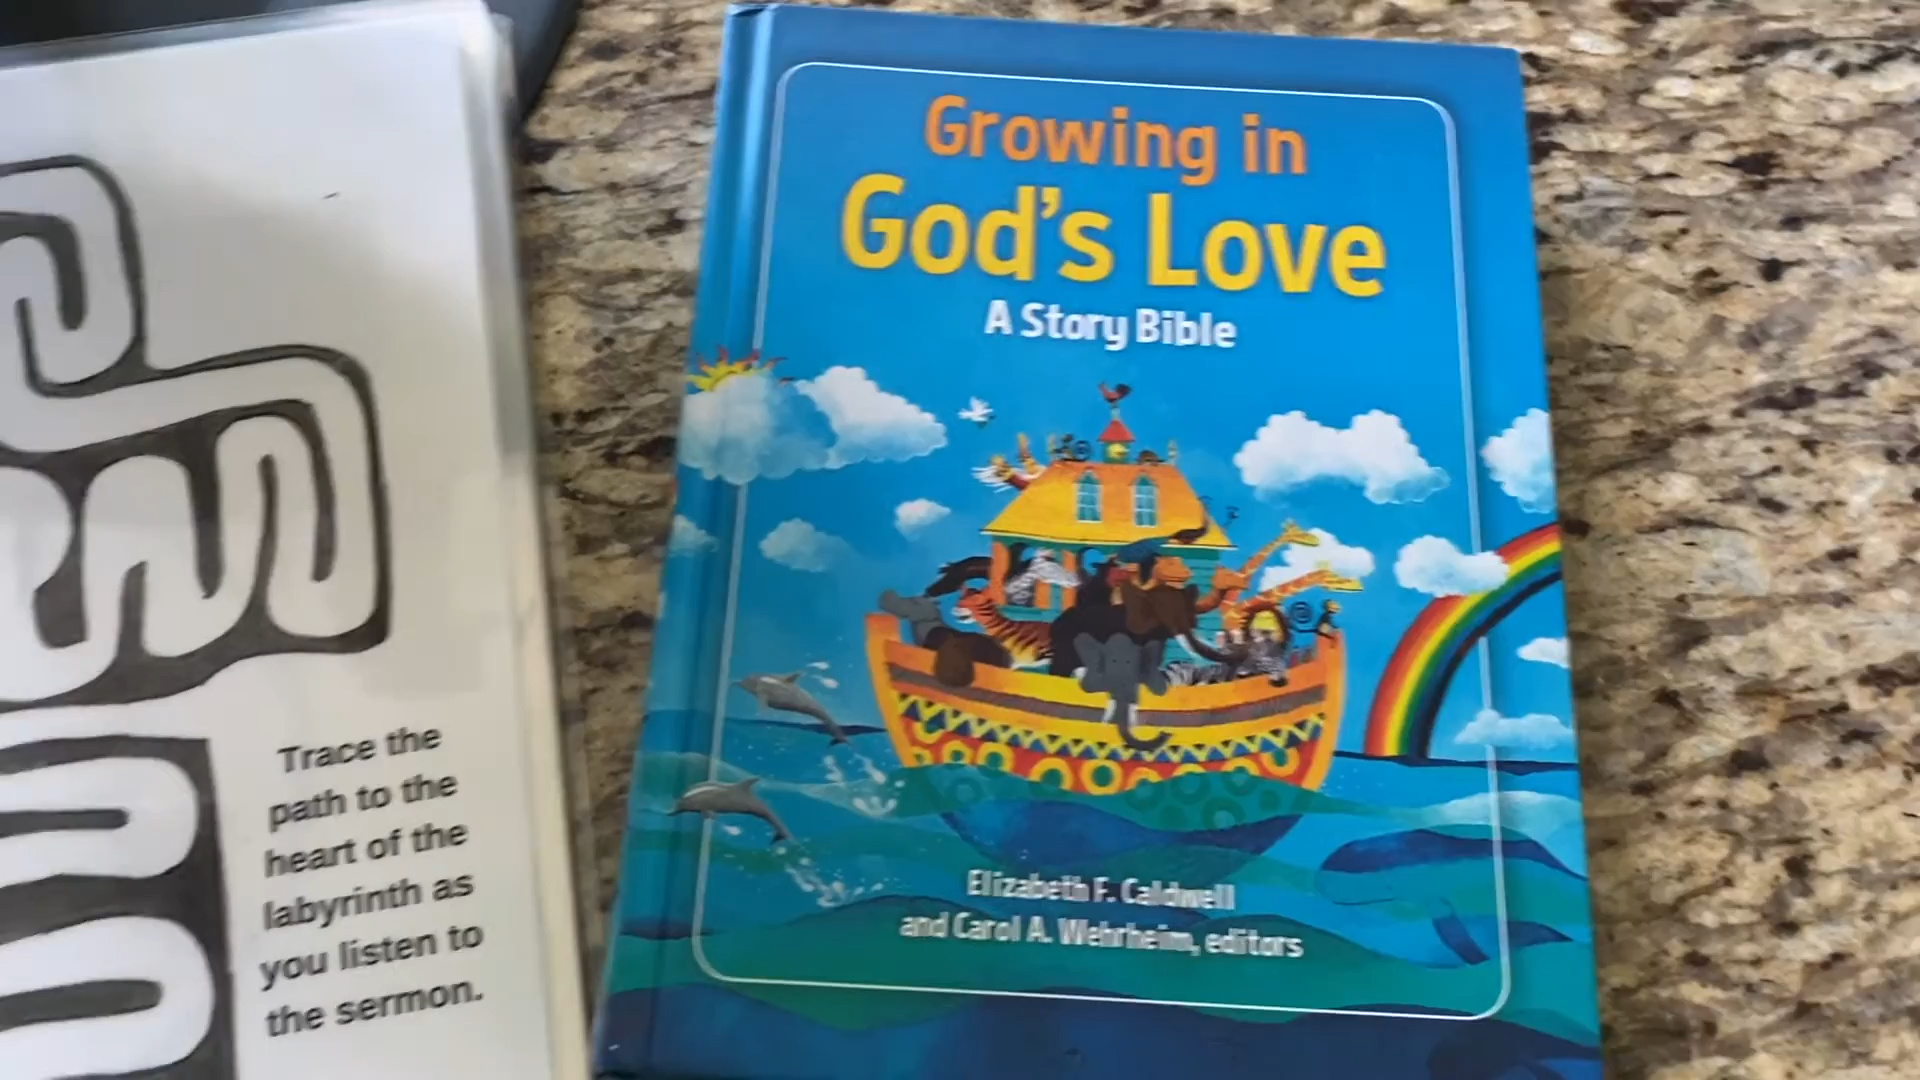 Trace the
path to the
heart of the
labyrinth as
you listen to
the sermon.
Growing in
God's Love
A Story Bible
Elizabeth F. Caldwell
and Carol A. Wehrheim, editors